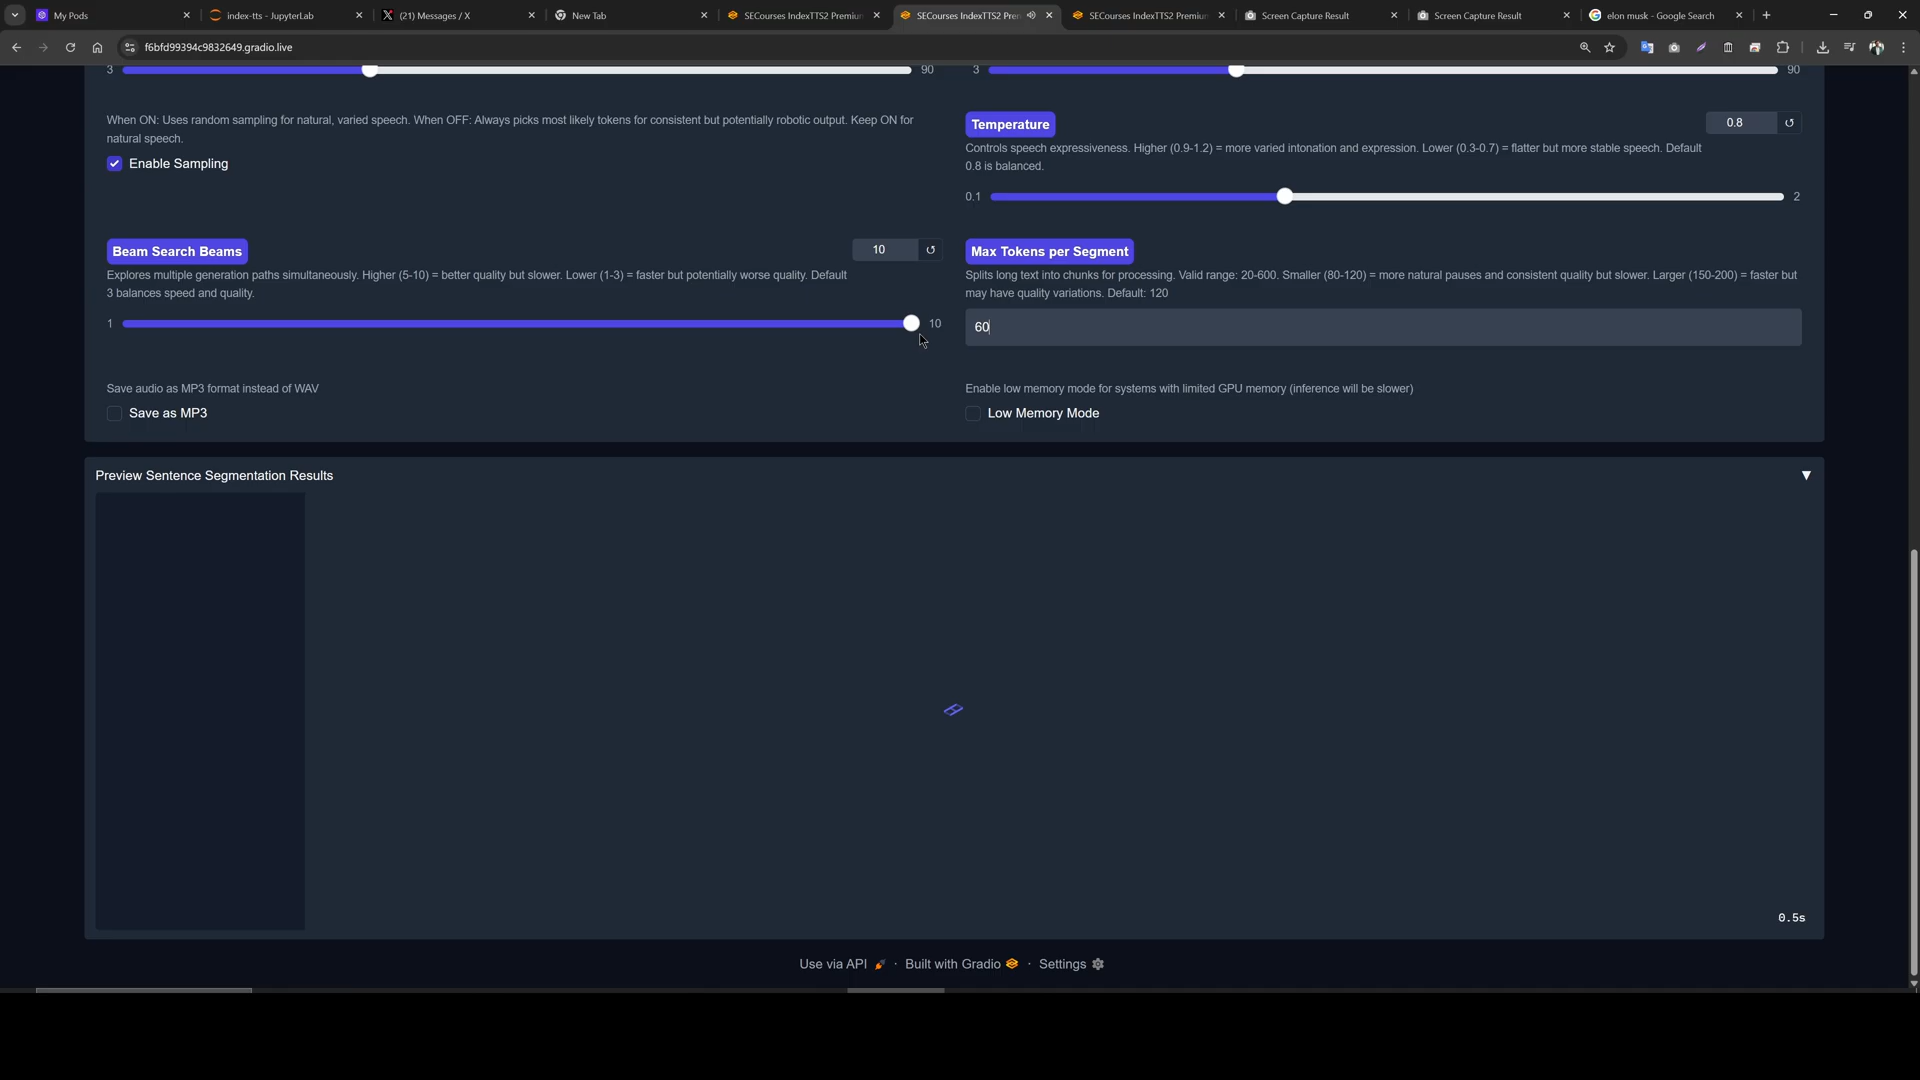 My Pods
index-tts - JupyterLab
(21) Messages / X
New Tab
SECourses IndexTTS2 Premium
SECourses IndexTTS2 Pren
SECourses IndexTTS2 Premium
Screen Capture Result
Screen Capture Result
elon musk - Google Search
f6bfd99394c9832649.gradio.live
3 90
3 90
When ON: Uses random sampling for natural, varied speech. When OFF: Always picks most likely tokens for consistent but potentially robotic output. Keep ON for
natural speech.
Enable Sampling
Temperature
0.8
Controls speech expressiveness. Higher (0.9-1.2) = more varied intonation and expression. Lower (0.3-0.7) = flatter but more stable speech. Default
0.8 is balanced.
0.1 2
Beam Search Beams
10
Explores multiple generation paths simultaneously. Higher (5-10) = better quality but slower. Lower (1-3) = faster but potentially worse quality. Default
3 balances speed and quality.
1 10
Max Tokens per Segment
Splits long text into chunks for processing. Valid range: 20-600. Smaller (80-120) = more natural pauses and consistent quality but slower. Larger (150-200) = faster but
may have quality variations. Default: 120
60
Save audio as MP3 format instead of WAV
Save as MP3
Enable low memory mode for systems with limited GPU memory (inference will be slower)
Low Memory Mode
Preview Sentence Segmentation Results
0.5s
Use via API · Built with Gradio · Settings